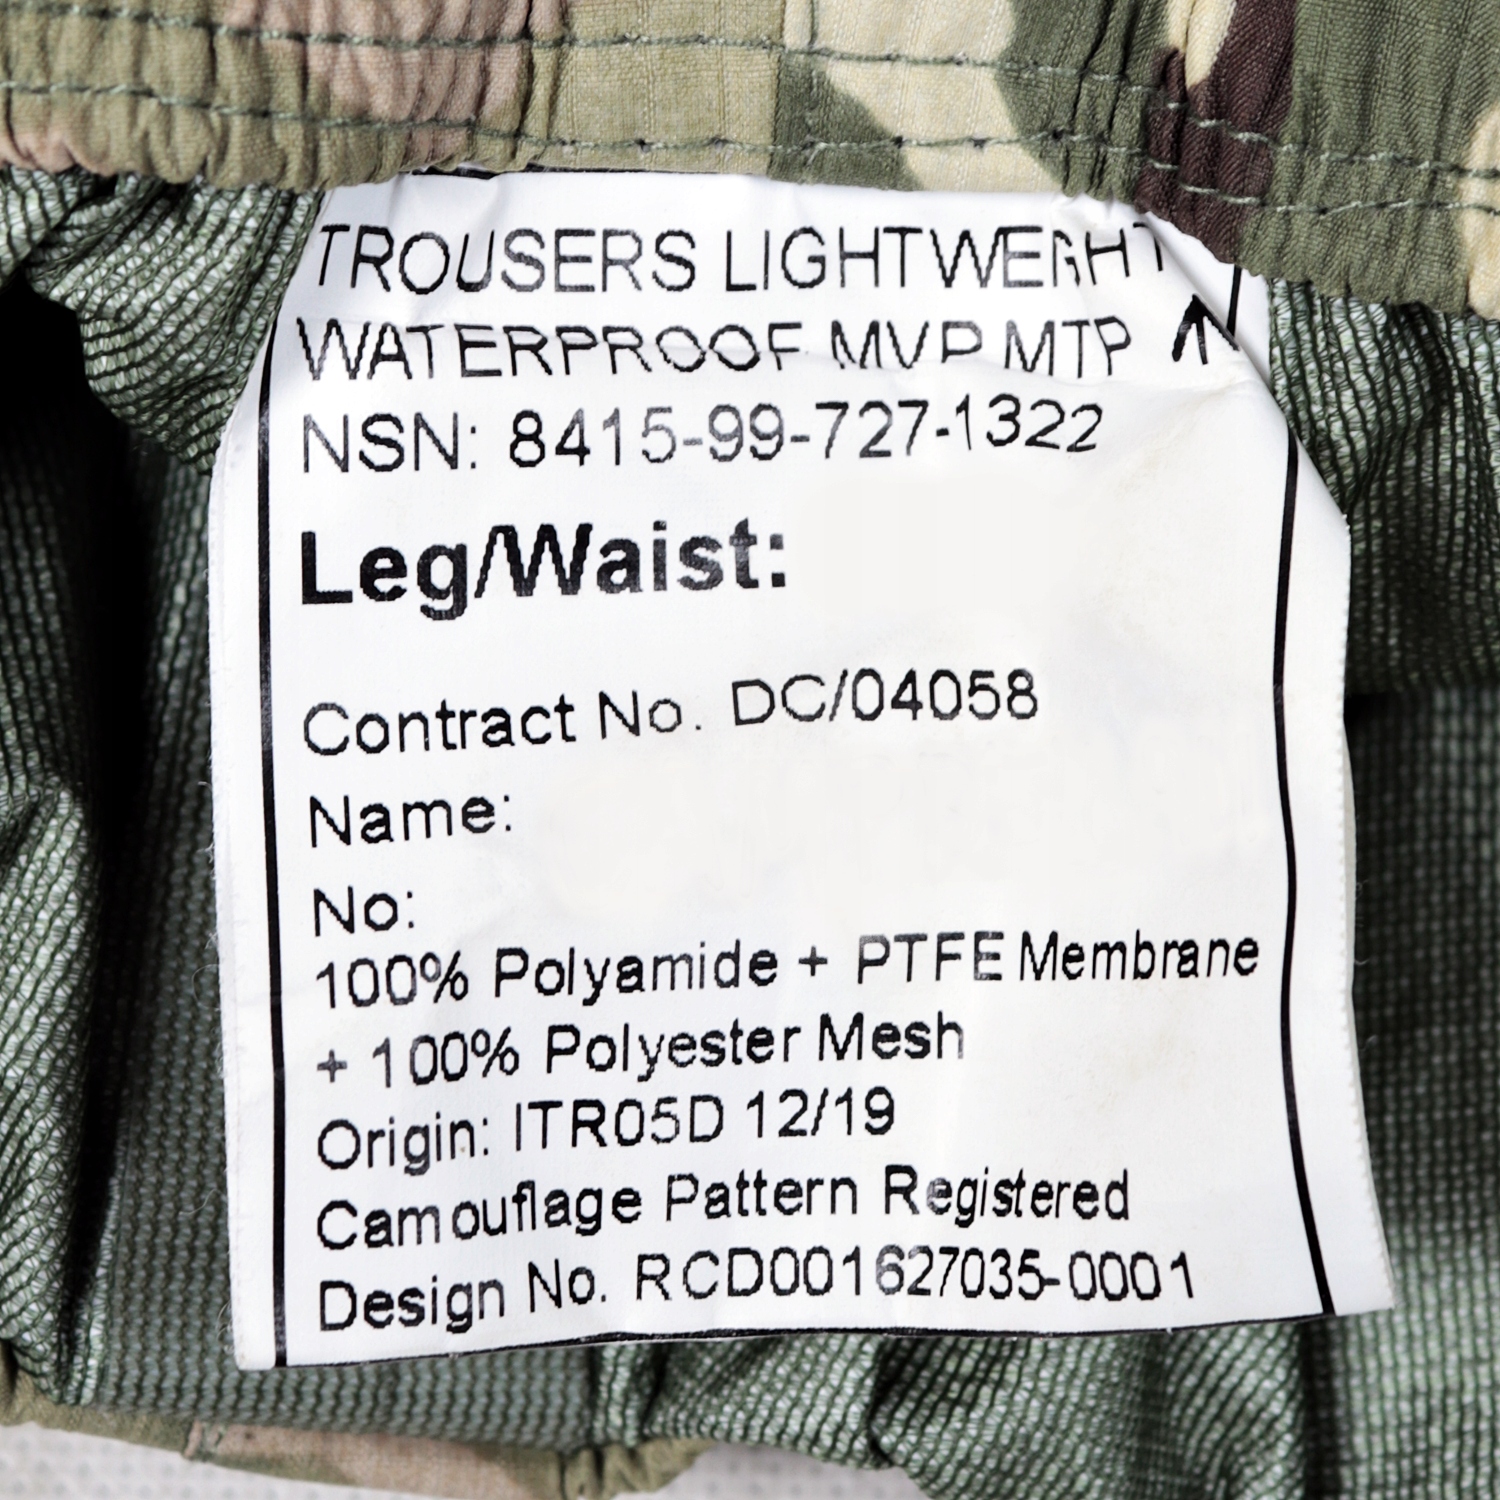 TROUSERS LIGHTWEIGHT
WATERPROOF MVP MTP ↑
NSN: 8415-99-727-1322
Leg/Waist:
Contract No. DC/04058
Name:
No:
100% Polyamide + PTFE Membrane
+ 100% Polyester Mesh
Origin: ITR05D 12/19
Camouflage Pattern Registered
Design No. RCD001627035-0001